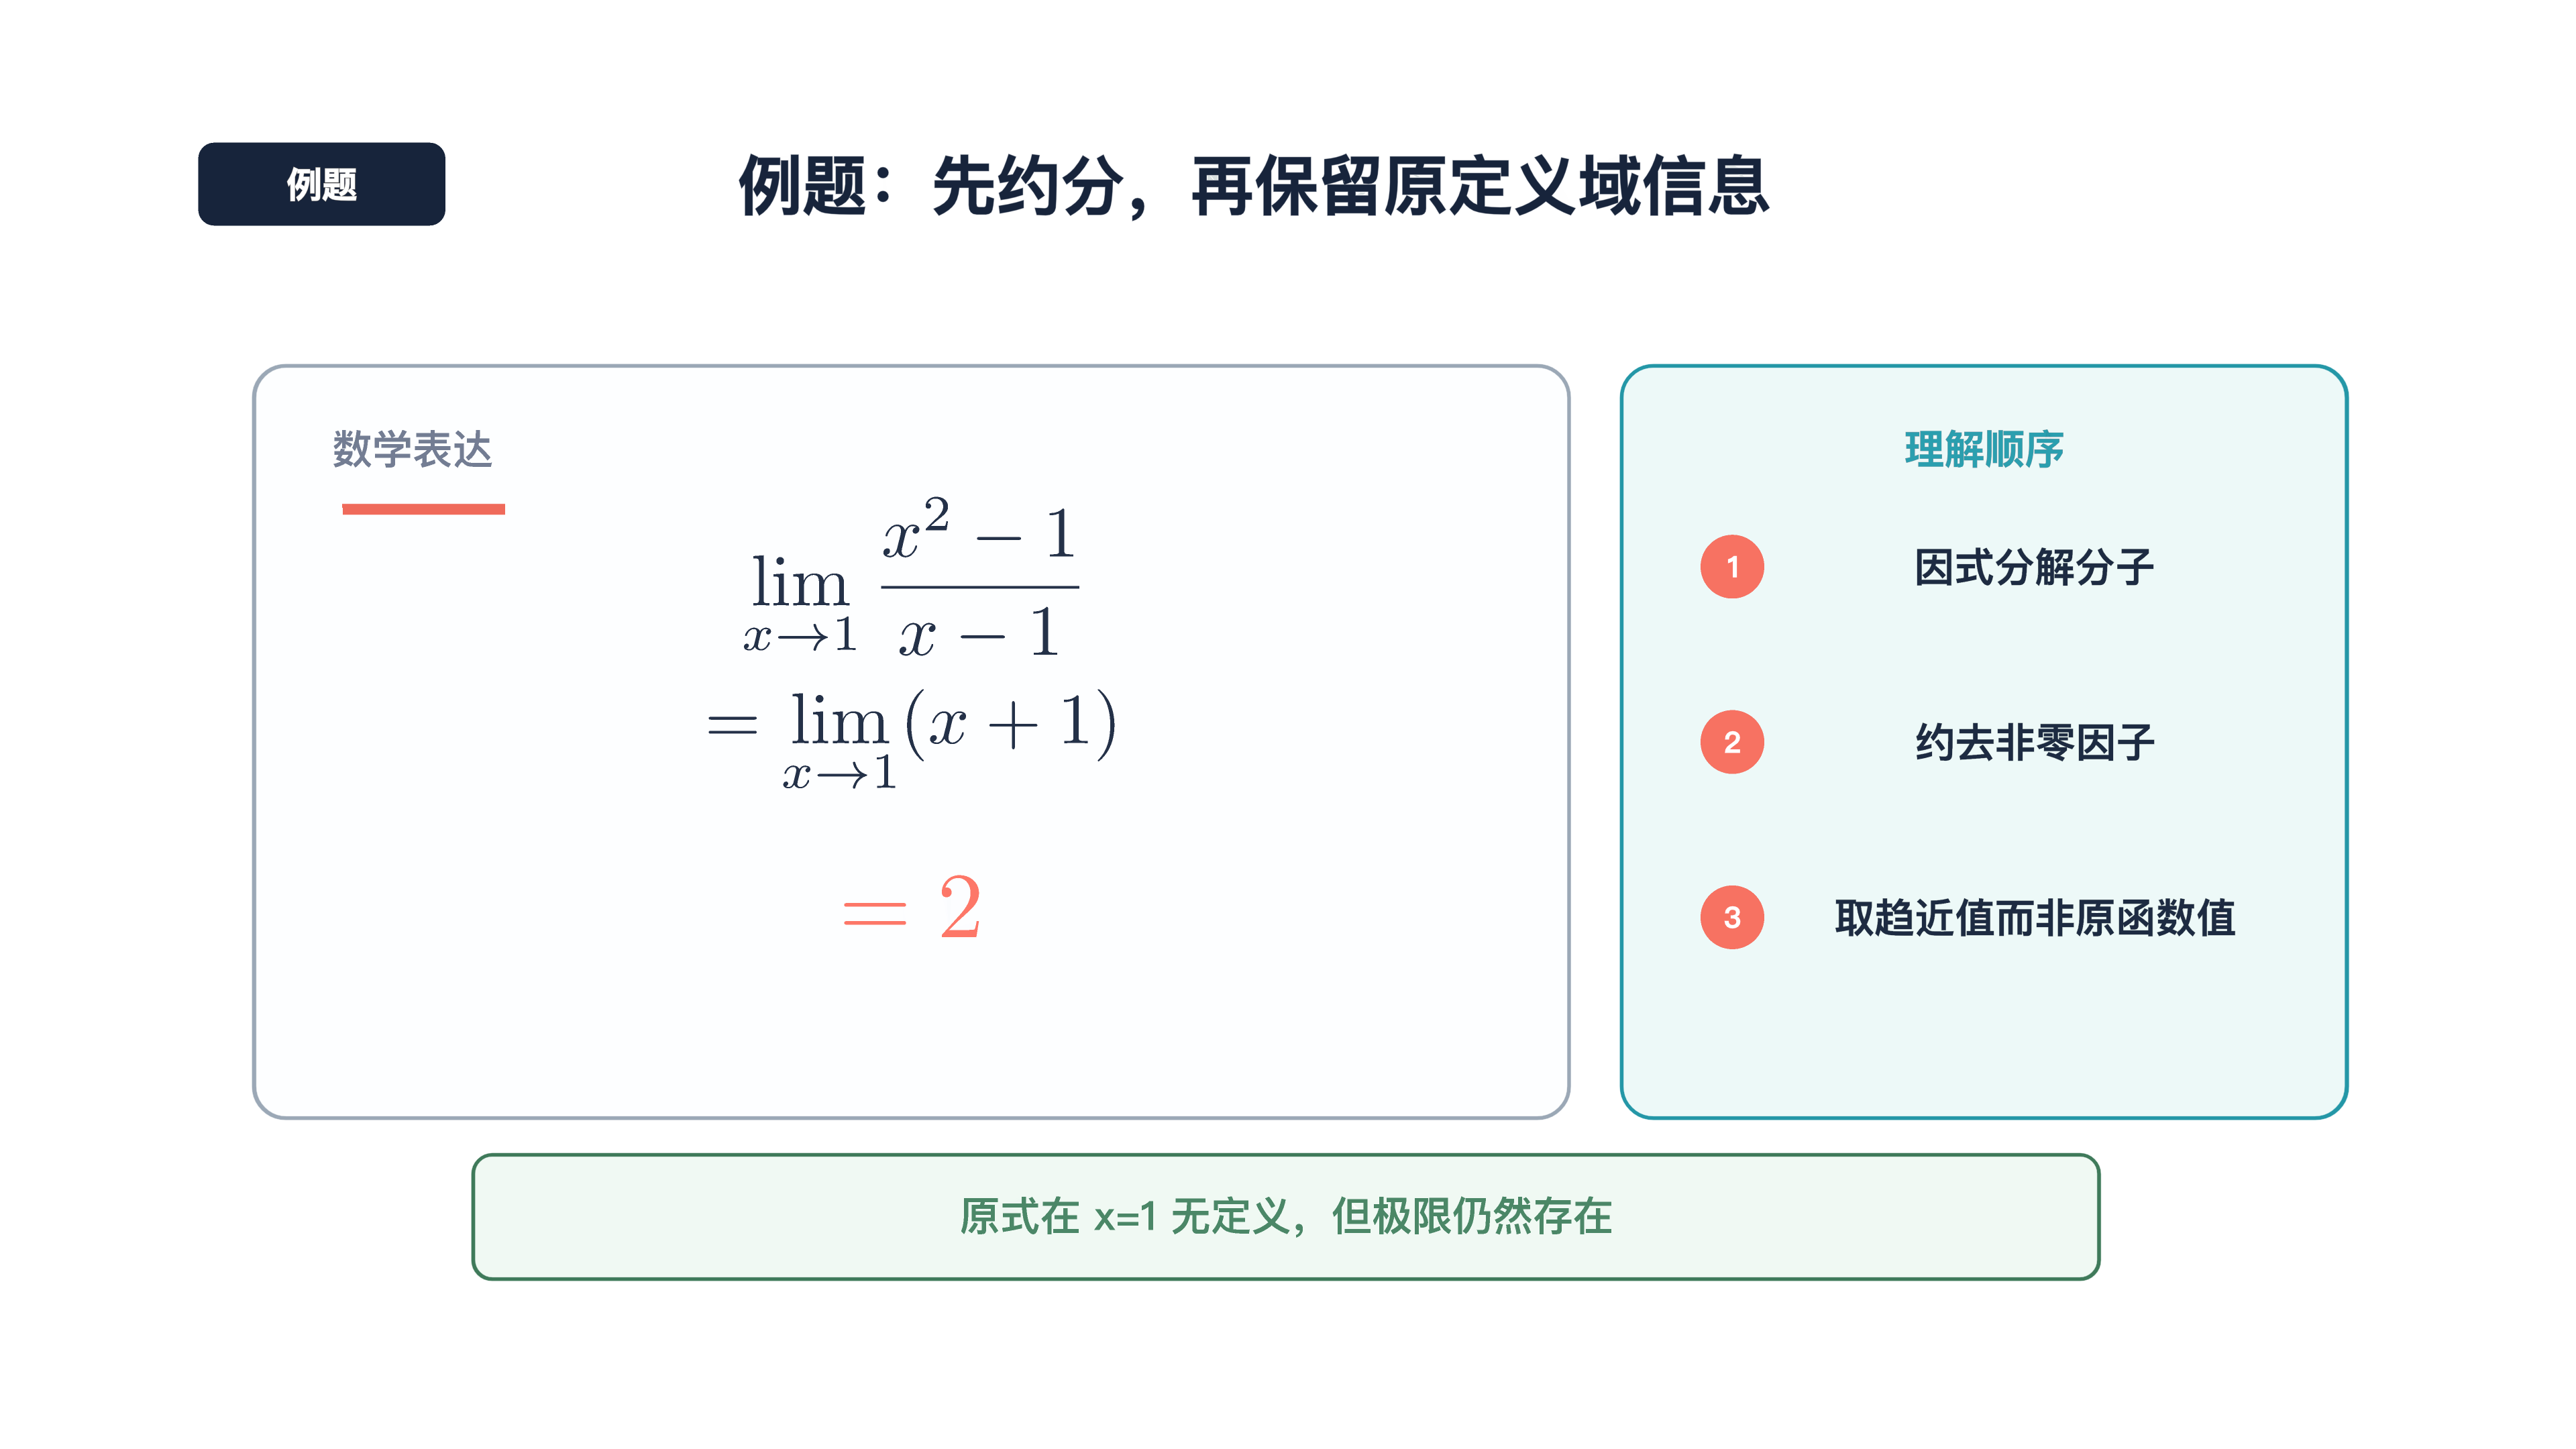 例题
例题：先约分，再保留原定义域信息
数学表达
lim_{x→1} \frac{x^2 − 1}{x − 1}
= lim_{x→1} (x + 1)
= 2
理解顺序
1 因式分解分子
2 约去非零因子
3 取趋近值而非原函数值
原式在 x=1 无定义，但极限仍然存在